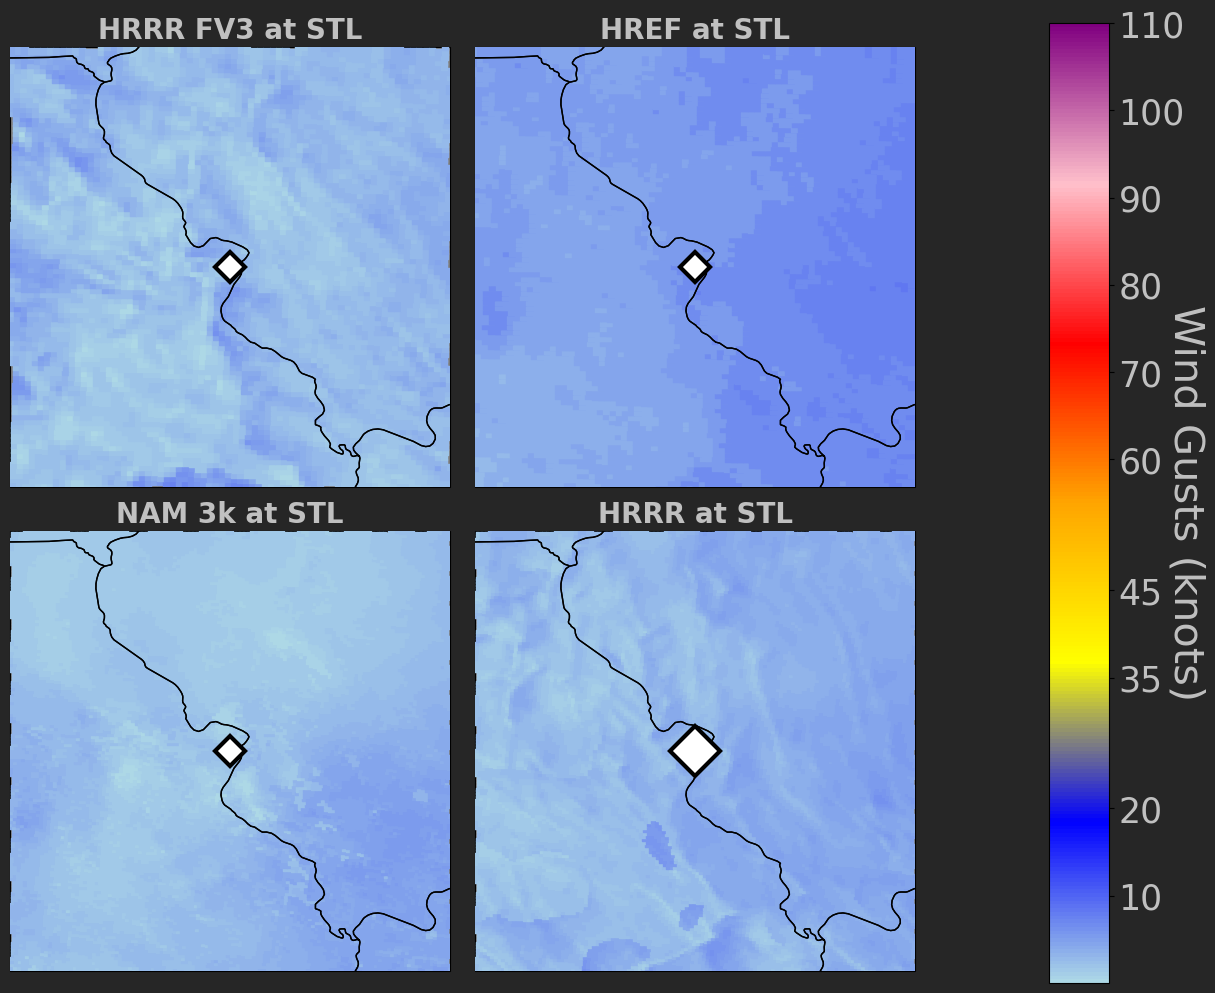 HRRR FV3 at STL
HREF at STL
NAM 3k at STL
HRRR at STL
110
100
90
80
70
60
45
35
20
10
Wind Gusts (knots)